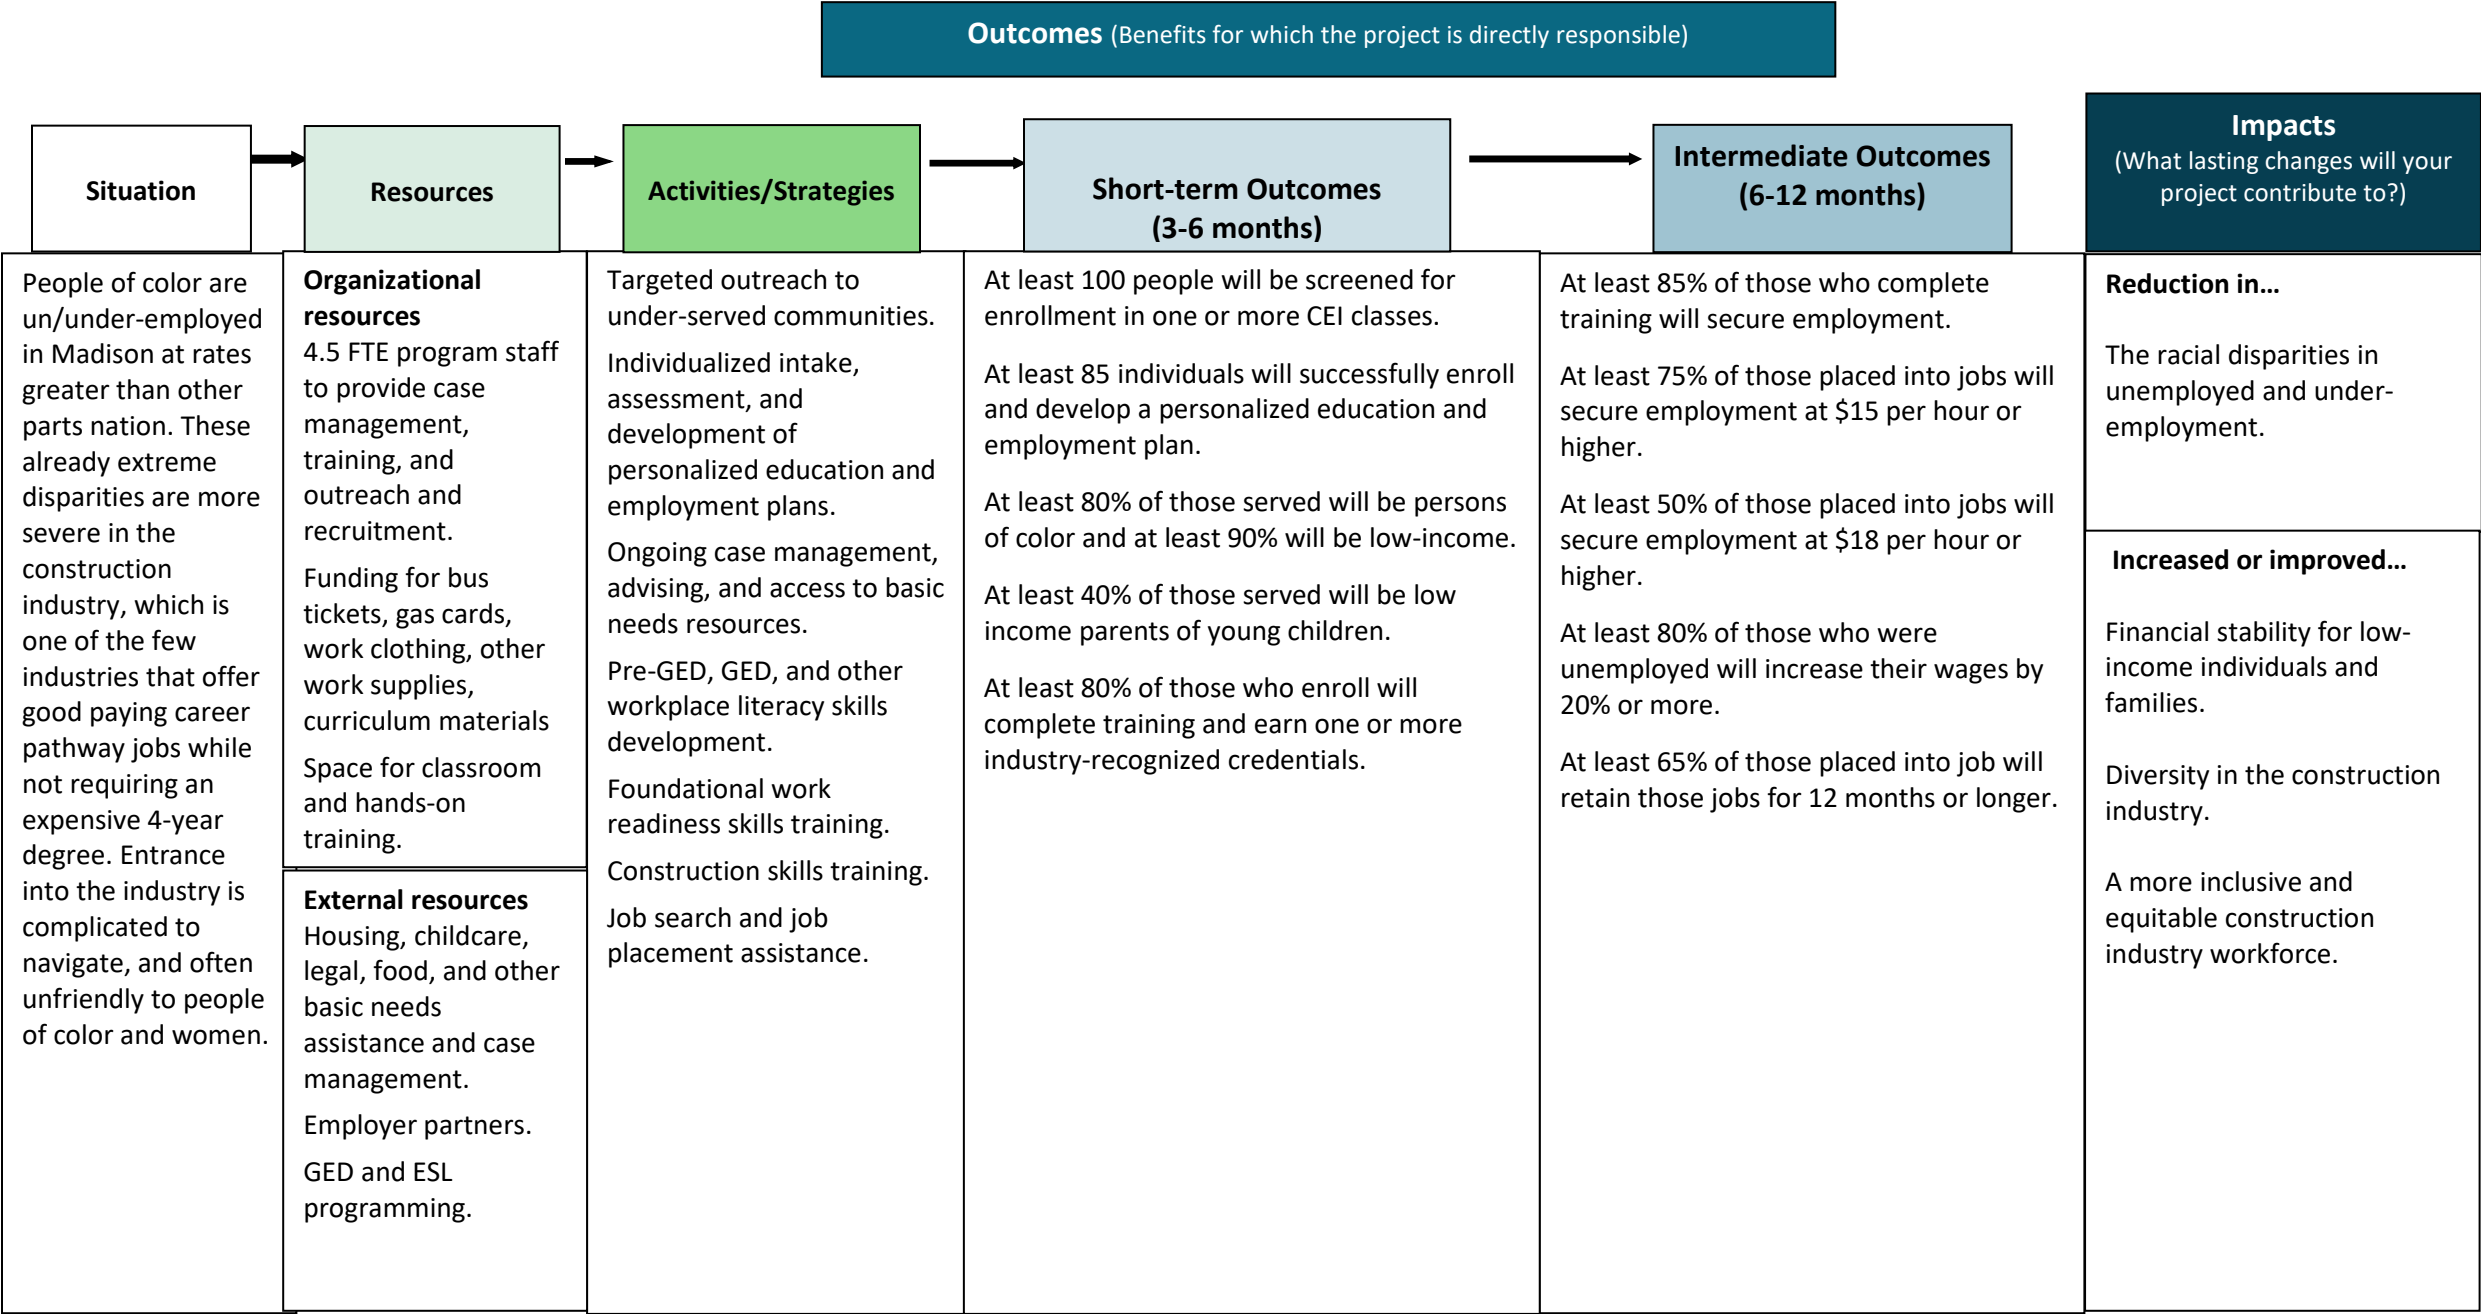 Outcomes (Benefits for which the project is directly responsible)
Situation
Resources
Activities/Strategies
Short-term Outcomes
(3-6 months)
Intermediate Outcomes
(6-12 months)
Impacts
(What lasting changes will your
project contribute to?)
People of color are
un/under-employed
in Madison at rates
greater than other
parts nation. These
already extreme
disparities are more
severe in the
construction
industry, which is
one of the few
industries that offer
good paying career
pathway jobs while
not requiring an
expensive 4-year
degree. Entrance
into the industry is
complicated to
navigate, and often
unfriendly to people
of color and women.
Organizational
resources
4.5 FTE program staff
to provide case
management,
training, and
outreach and
recruitment.
Funding for bus
tickets, gas cards,
work clothing, other
work supplies,
curriculum materials
Space for classroom
and hands-on
training.
External resources
Housing, childcare,
legal, food, and other
basic needs
assistance and case
management.
Employer partners.
GED and ESL
programming.
Targeted outreach to
under-served communities.
Individualized intake,
assessment, and
development of
personalized education and
employment plans.
Ongoing case management,
advising, and access to basic
needs resources.
Pre-GED, GED, and other
workplace literacy skills
development.
Foundational work
readiness skills training.
Construction skills training.
Job search and job
placement assistance.
At least 100 people will be screened for
enrollment in one or more CEI classes.
At least 85 individuals will successfully enroll
and develop a personalized education and
employment plan.
At least 80% of those served will be persons
of color and at least 90% will be low-income.
At least 40% of those served will be low
income parents of young children.
At least 80% of those who enroll will
complete training and earn one or more
industry-recognized credentials.
At least 85% of those who complete
training will secure employment.
At least 75% of those placed into jobs will
secure employment at $15 per hour or
higher.
At least 50% of those placed into jobs will
secure employment at $18 per hour or
higher.
At least 80% of those who were
unemployed will increase their wages by
20% or more.
At least 65% of those placed into job will
retain those jobs for 12 months or longer.
Reduction in…
The racial disparities in
unemployed and under-
employment.
Increased or improved…
Financial stability for low-
income individuals and
families.
Diversity in the construction
industry.
A more inclusive and
equitable construction
industry workforce.